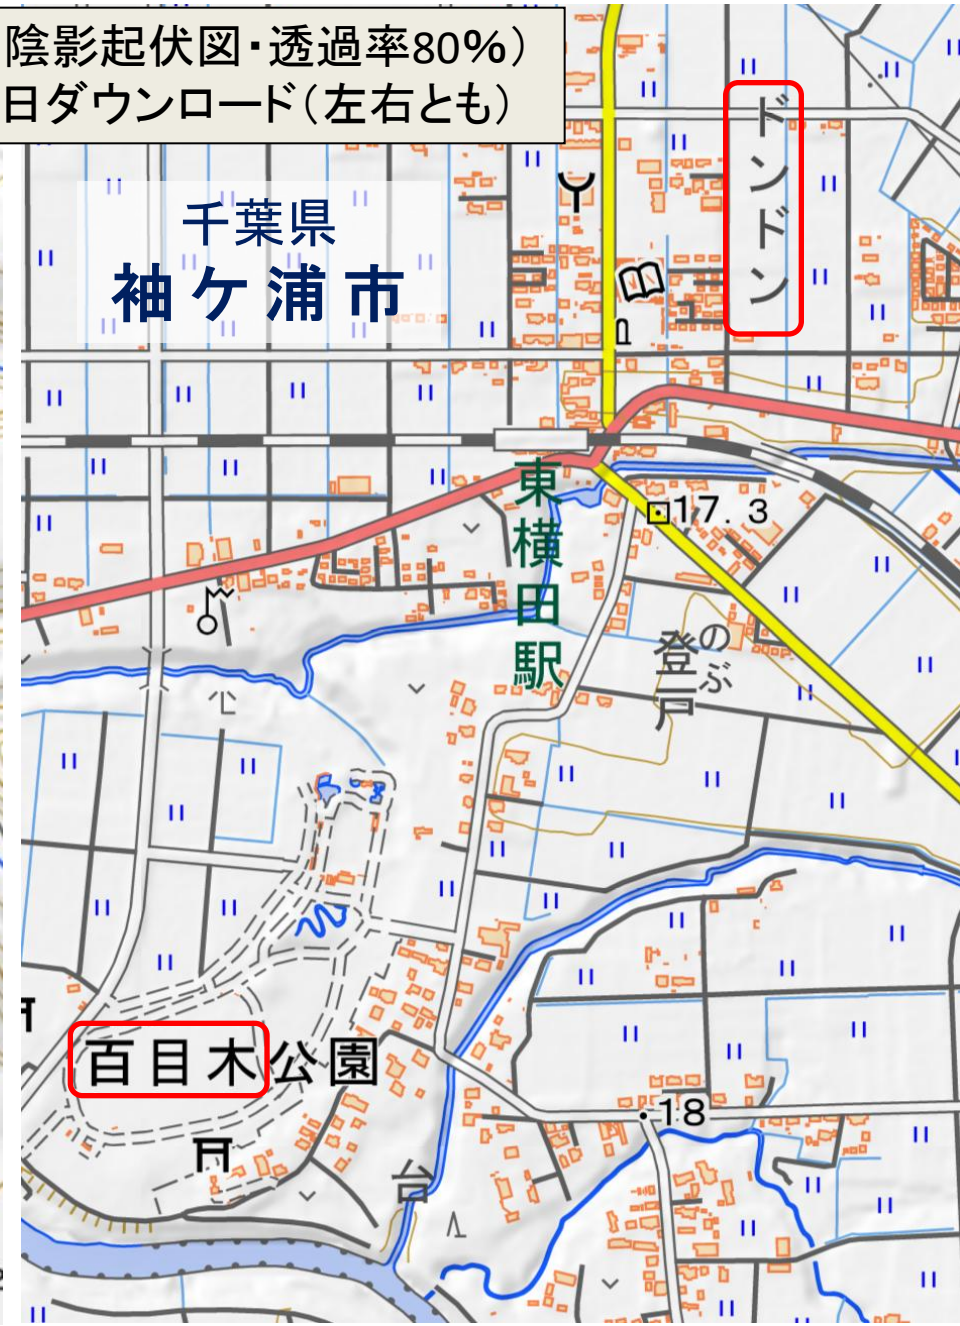 陰影起伏図・透過率80%）
日ダウンロード（左右とも）
千葉県
袖ケ浦市
ドンドン
東横田駅
17.3
登戸
のぶ
百目木公園
18
台